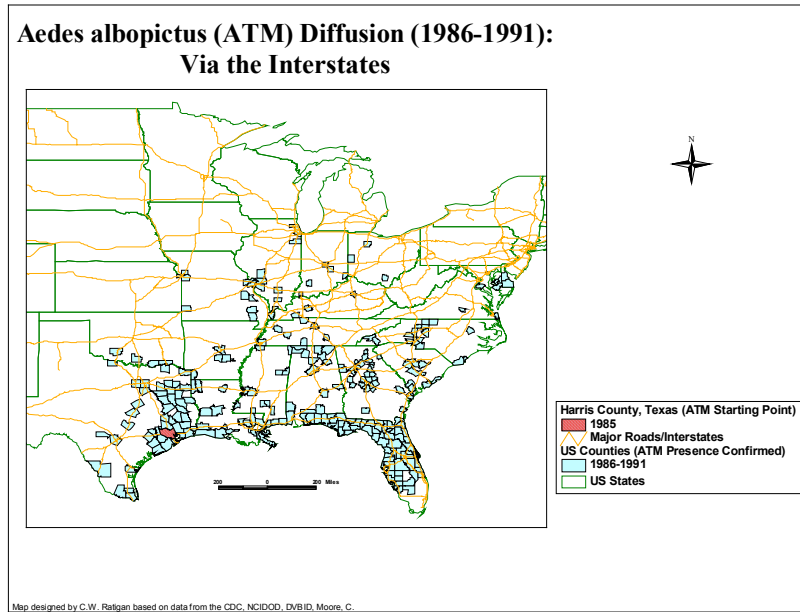 Aedes albopictus (ATM) Diffusion (1986-1991):
Via the Interstates
N
200 0 200 Miles
Harris County, Texas (ATM Starting Point)
1985
Major Roads/Interstates
US Counties (ATM Presence Confirmed)
1986-1991
US States
Map designed by C.W. Ratigan based on data from the CDC, NCIDOD, DVBID, Moore, C.